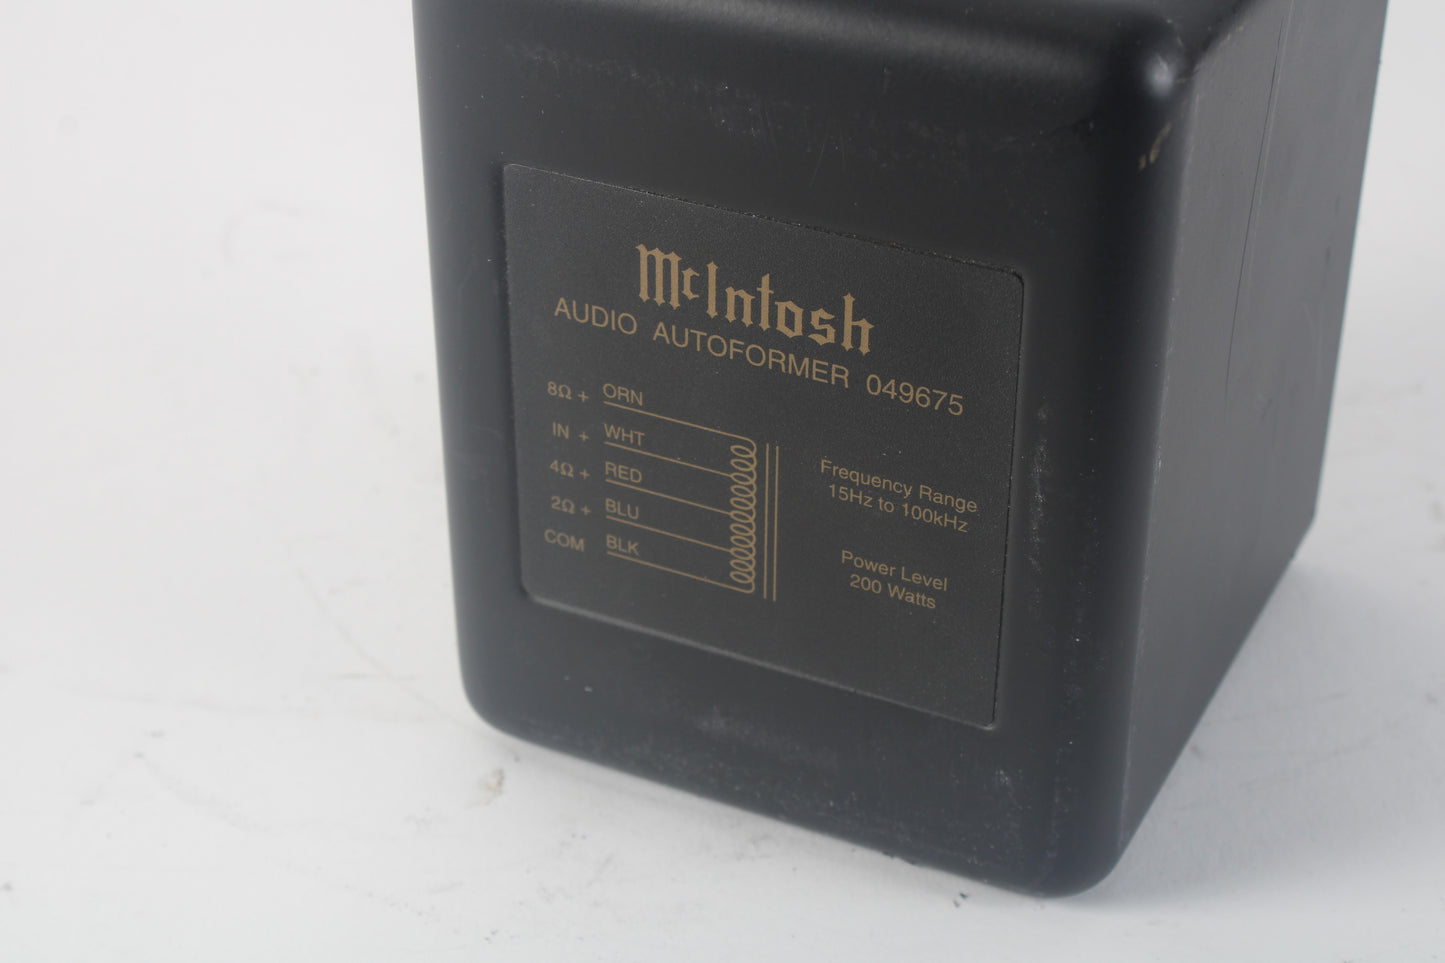 McIntosh
AUDIO AUTOFORMER 049675
8Ω + ORN
IN + WHT
4Ω + RED
2Ω + BLU
COM BLK
Frequency Range
15Hz to 100kHz
Power Level
200 Watts